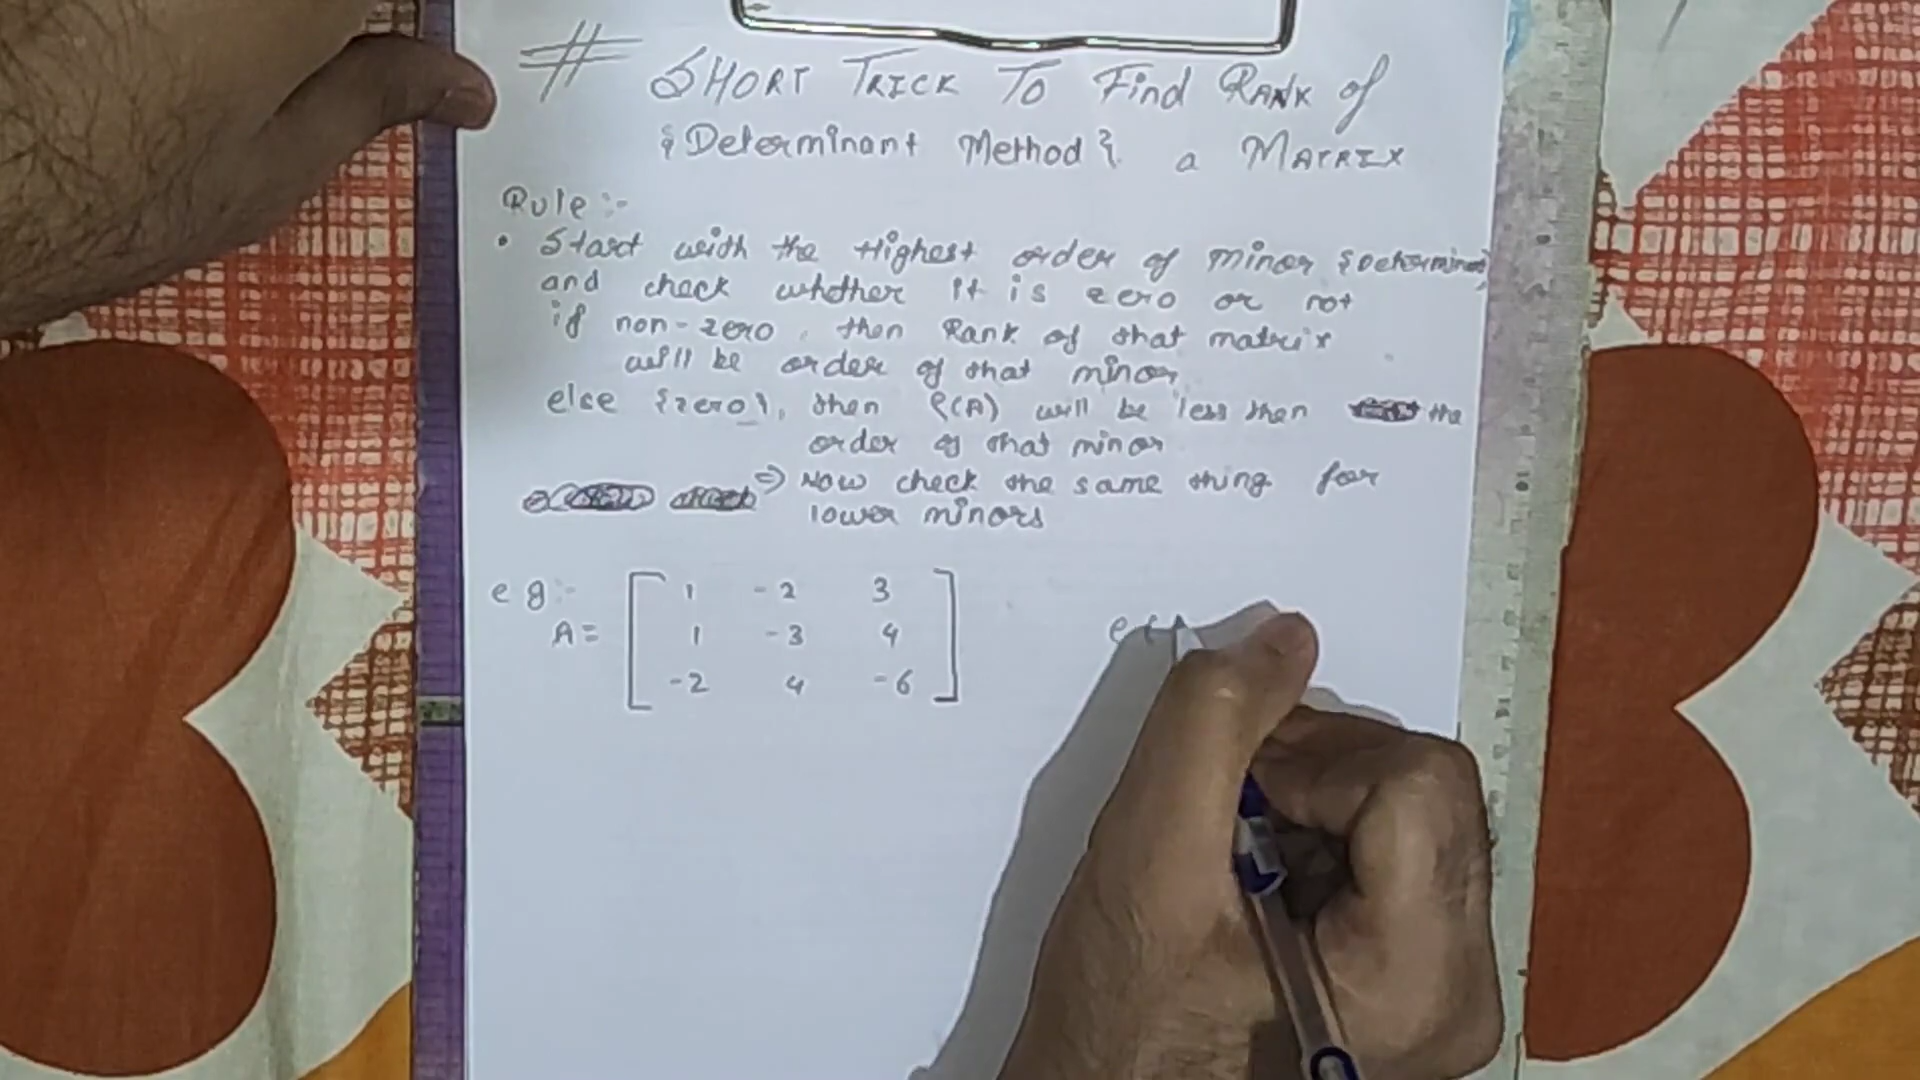 # SHORT TRICK TO Find RANK of
{Determinant Method} a MATRIX
Rule :-
• Start with the Highest order of minor {Determinant}
and check whether it is zero or not
if non-zero, then Rank of that matrix
will be order of that minor
else {zero}, then ρ(A) will be less then the
order of that minor
⇒ Now check the same thing for
lower minors
eg:-
A = [ 1 -2 3
1 -3 4
-2 4 -6 ]
ρ(A